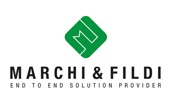 MARCHI & FILDI
END TO END SOLUTION PROVIDER